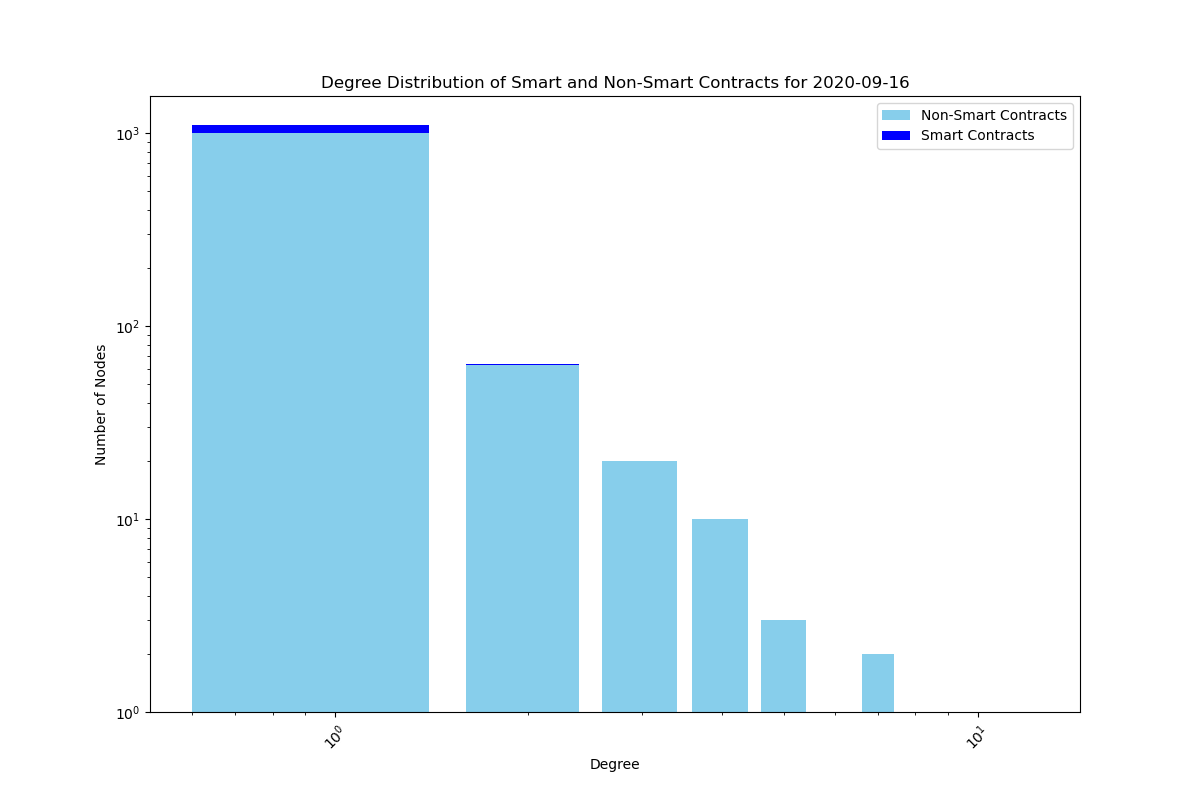 Degree Distribution of Smart and Non-Smart Contracts for 2020-09-16
Non-Smart Contracts
Smart Contracts
Number of Nodes
10³
10²
10¹
10⁰
10⁰
10¹
Degree